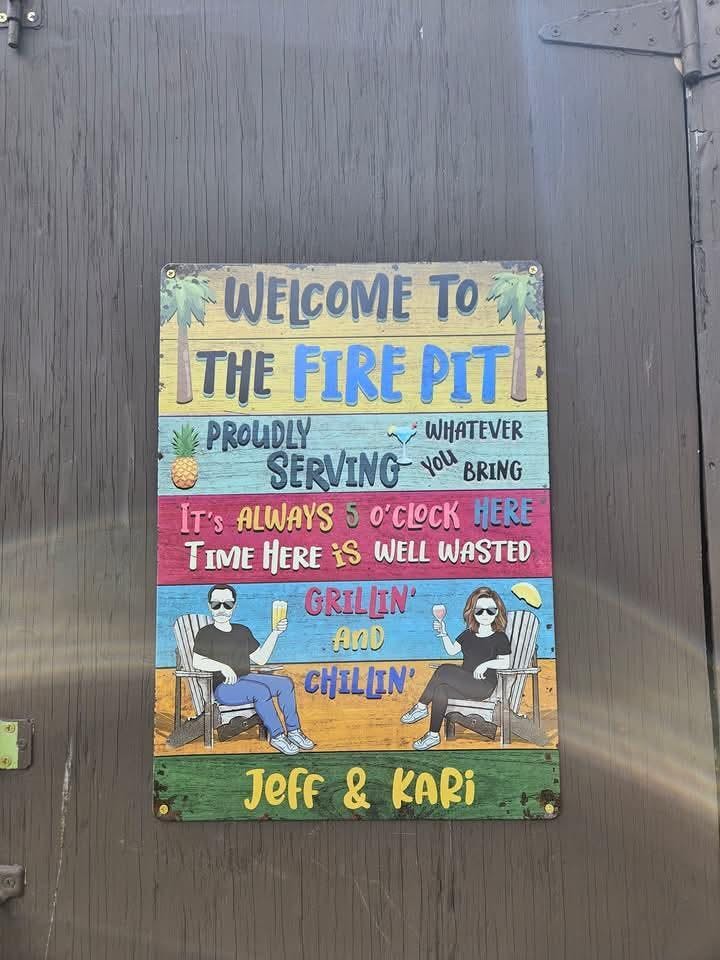 WELCOME TO
THE FIRE PIT
PROUDLY
SERVING
WHATEVER
YOU BRING
IT's ALWAYS 5 O'CLOCK HERE
TIME HERE iS WELL WASTED
GRILLIN'
AND
CHILLIN'
Jeff & KARi